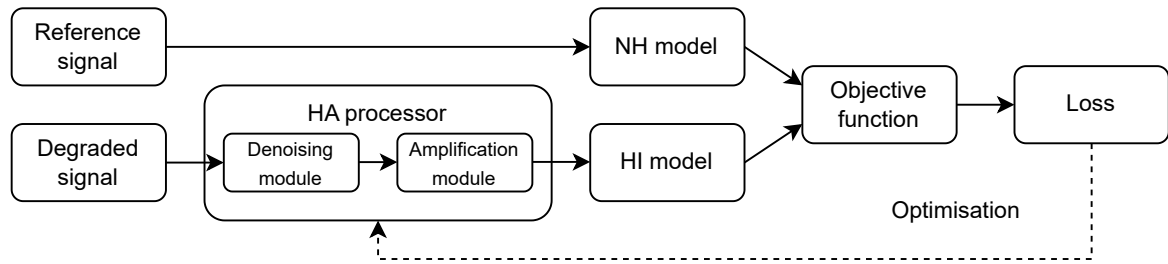 Reference
signal
NH model
Objective
function
Loss
HA processor
Degraded
signal
Denoising
module
Amplification
module
HI model
Optimisation